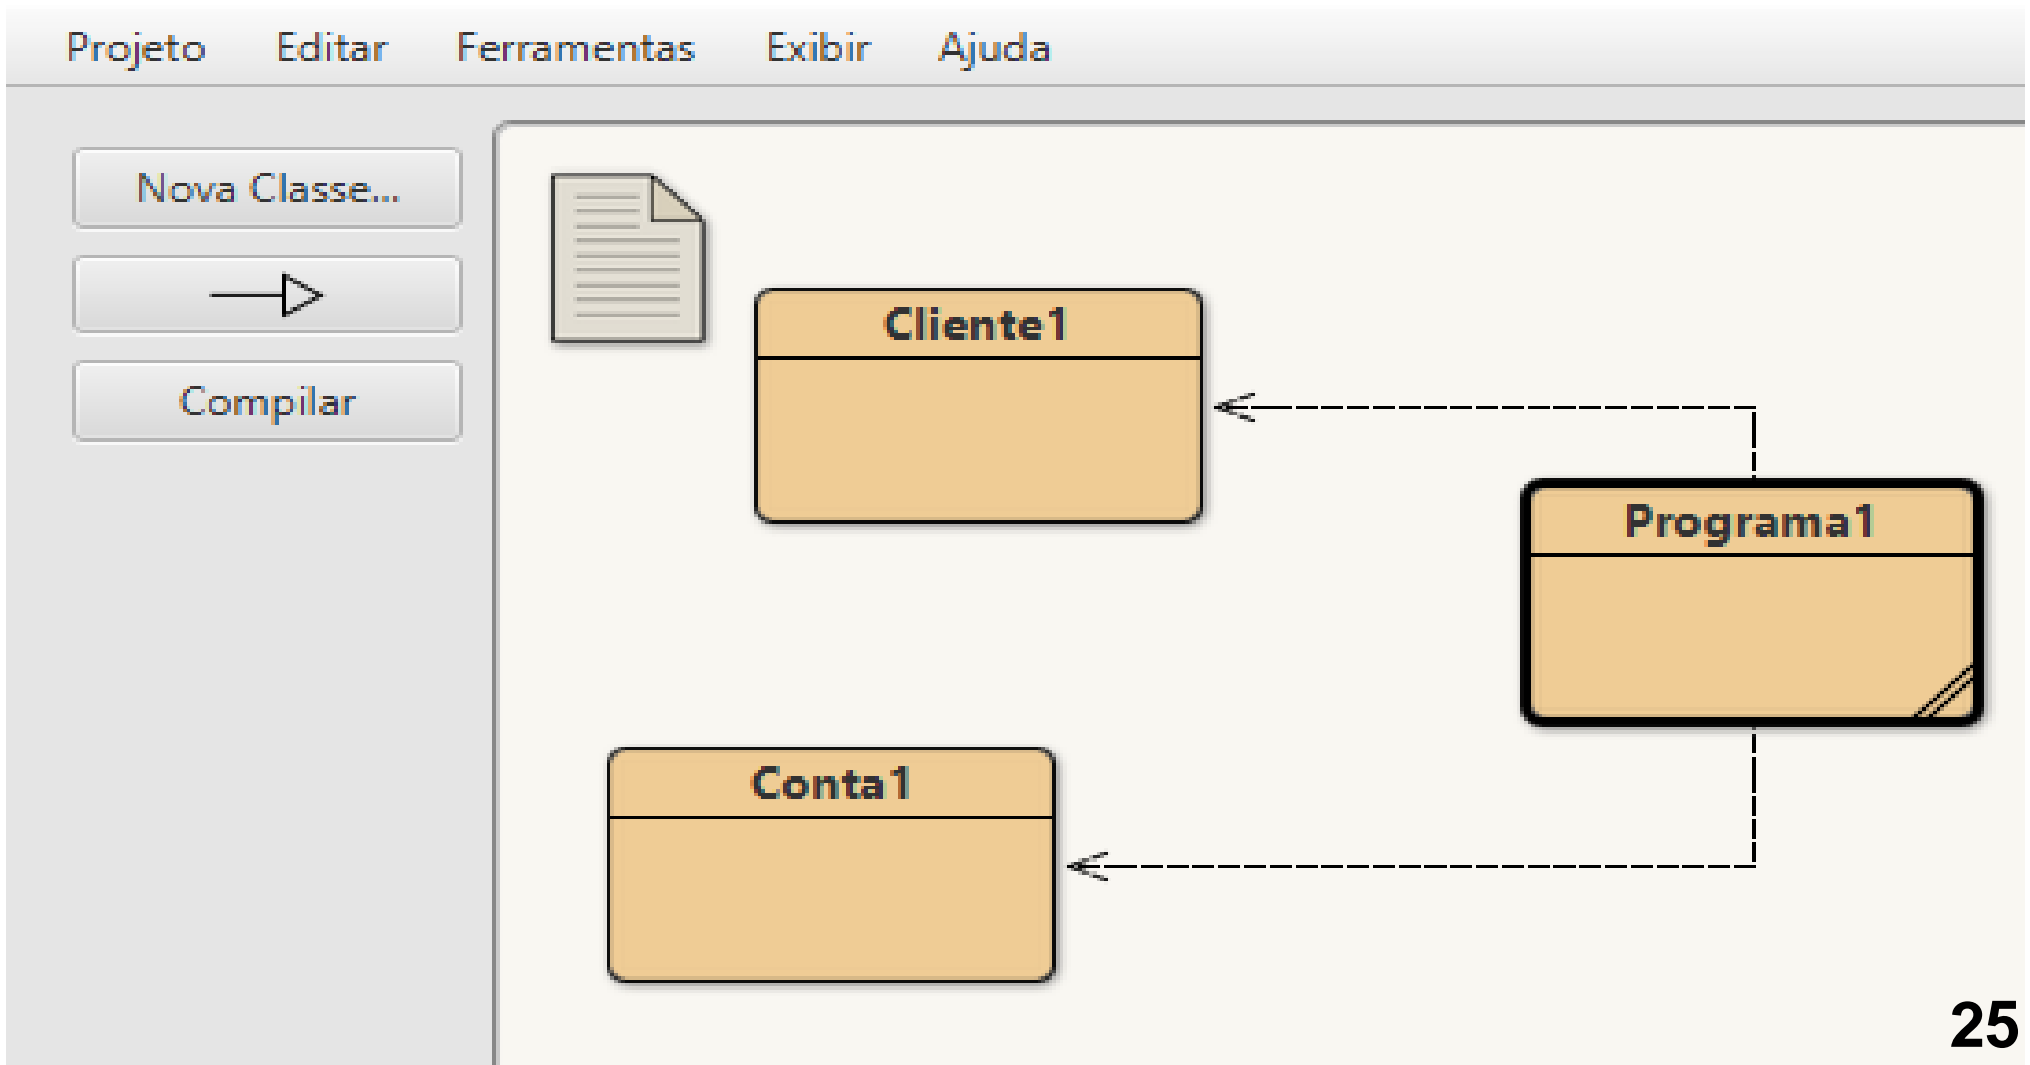 Projeto Editar Ferramentas Exibir Ajuda
Nova Classe...
Compilar
Cliente1
Programa1
Conta1
25